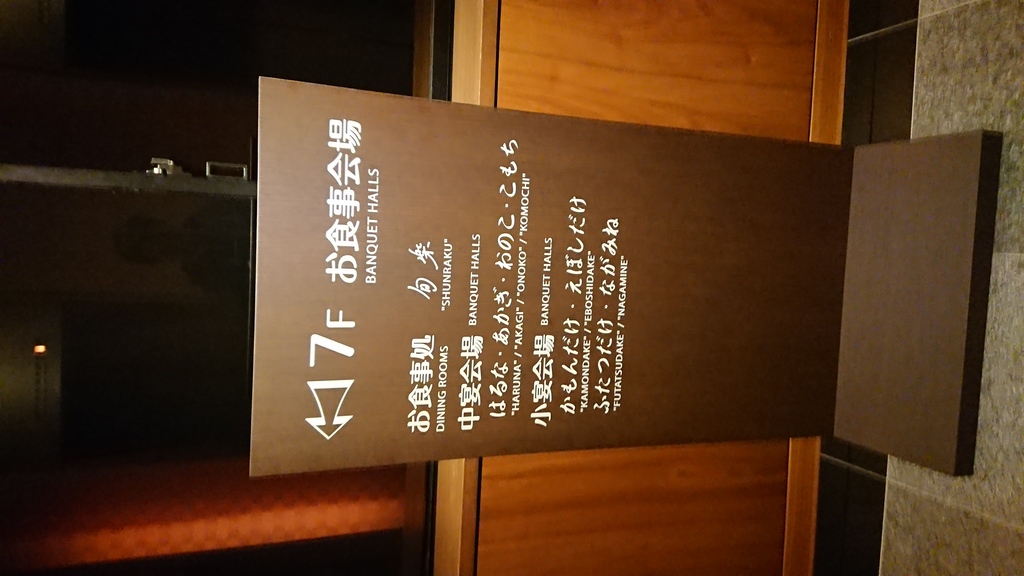 7F お食事会場
BANQUET HALLS
お食事処 旬楽
DINING ROOMS "SHUNRAKU"
中宴会場 BANQUET HALLS
はるな・あかぎ・おのこ・こもち
"HARUNA" / "AKAGI" / "ONOKO" / "KOMOCHI"
小宴会場 BANQUET HALLS
かもんだけ・えぼしだけ
"KAMONDAKE" / "EBOSHIDAKE"
ふたつだけ・ながみね
"FUTATSUDAKE" / "NAGAMINE"